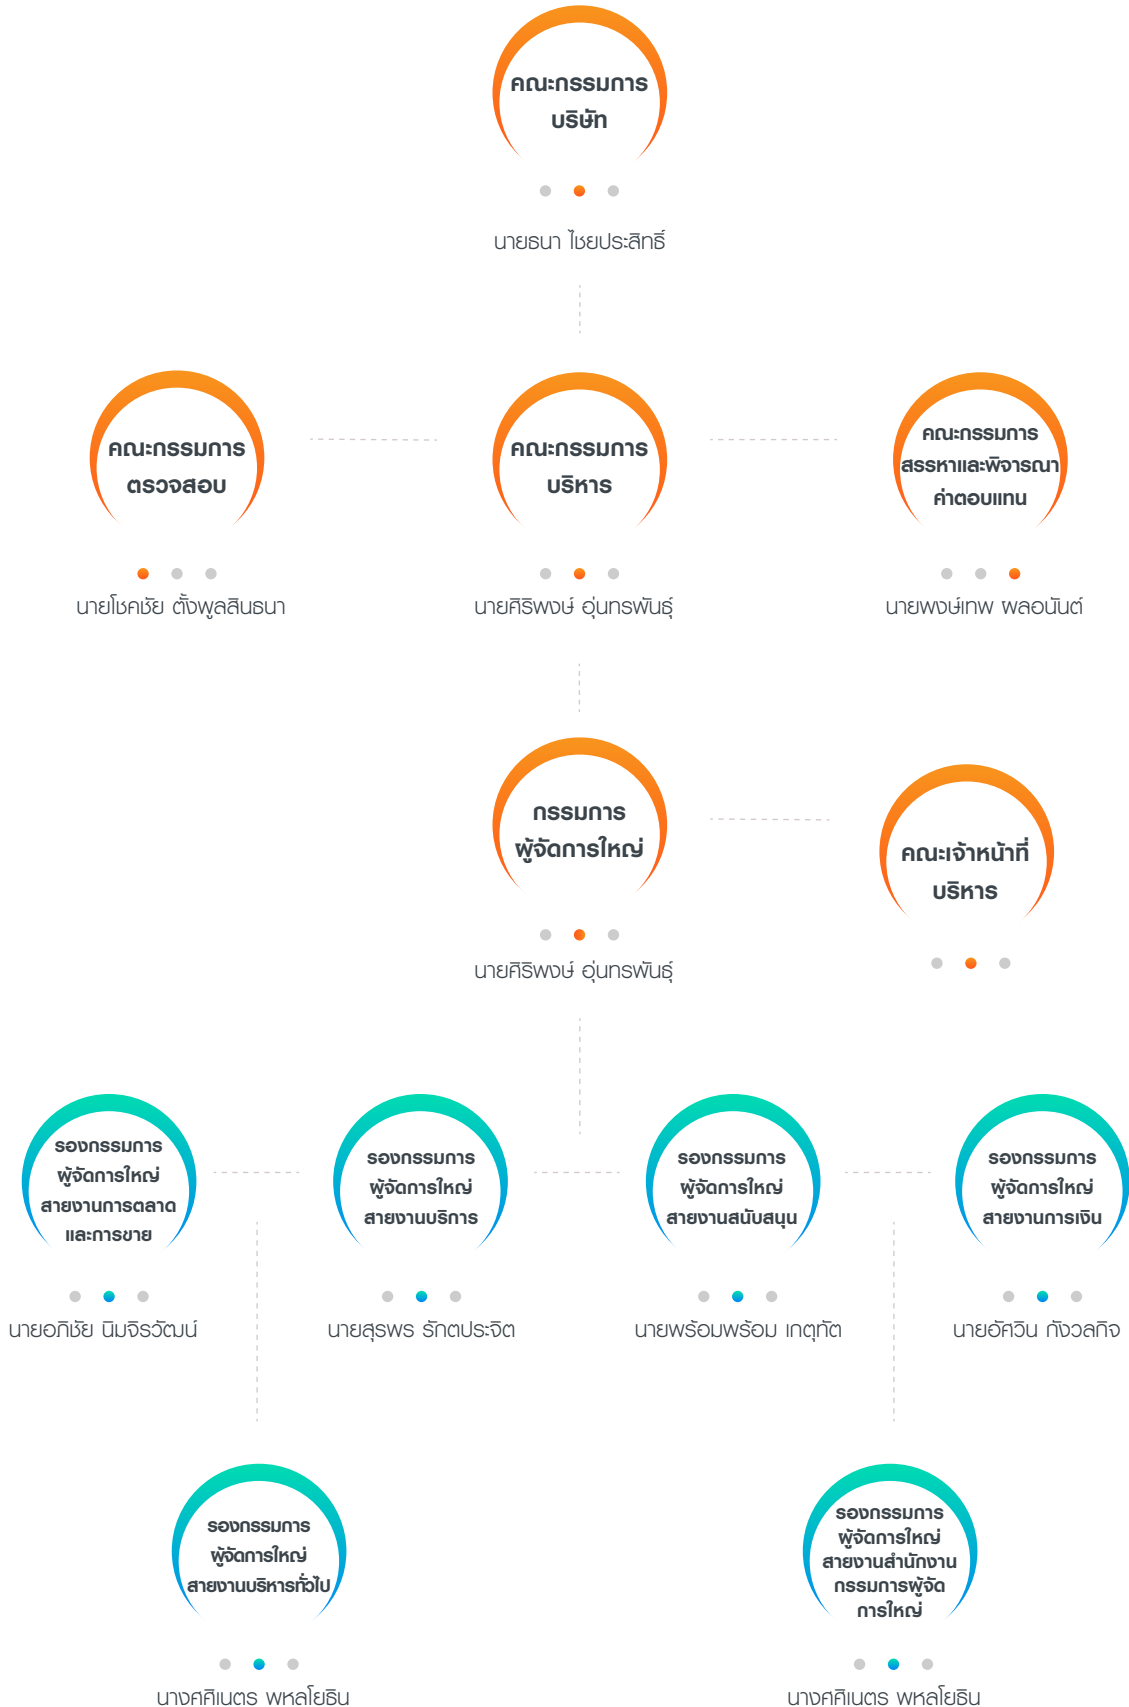 คณะกรรมการ
บริษัท
นายธนา ไชยประสิทธิ์
คณะกรรมการ
ตรวจสอบ
นายโชคชัย ตั้งพูลสินธนา
คณะกรรมการ
บริหาร
นายศิริพงษ์ อุ่นทรพันธุ์
คณะกรรมการ
สรรหาและพิจารณา
ค่าตอบแทน
นายพงษ์เทพ ผลอนันต์
กรรมการ
ผู้จัดการใหญ่
นายศิริพงษ์ อุ่นทรพันธุ์
คณะเจ้าหน้าที่
บริหาร
รองกรรมการ
ผู้จัดการใหญ่
สายงานการตลาด
และการขาย
นายอภิชัย นิมจิรวัฒน์
รองกรรมการ
ผู้จัดการใหญ่
สายงานบริการ
นายสุรพร รักตประจิต
รองกรรมการ
ผู้จัดการใหญ่
สายงานสนับสนุน
นายพร้อมพร้อม เกตุทัต
รองกรรมการ
ผู้จัดการใหญ่
สายงานการเงิน
นายอัศวิน กังวลกิจ
รองกรรมการ
ผู้จัดการใหญ่
สายงานบริหารทั่วไป
นางศศิเนตร พหลโยธิน
รองกรรมการ
ผู้จัดการใหญ่
สายงานสำนักงาน
กรรมการผู้จัด
การใหญ่
นางศศิเนตร พหลโยธิน